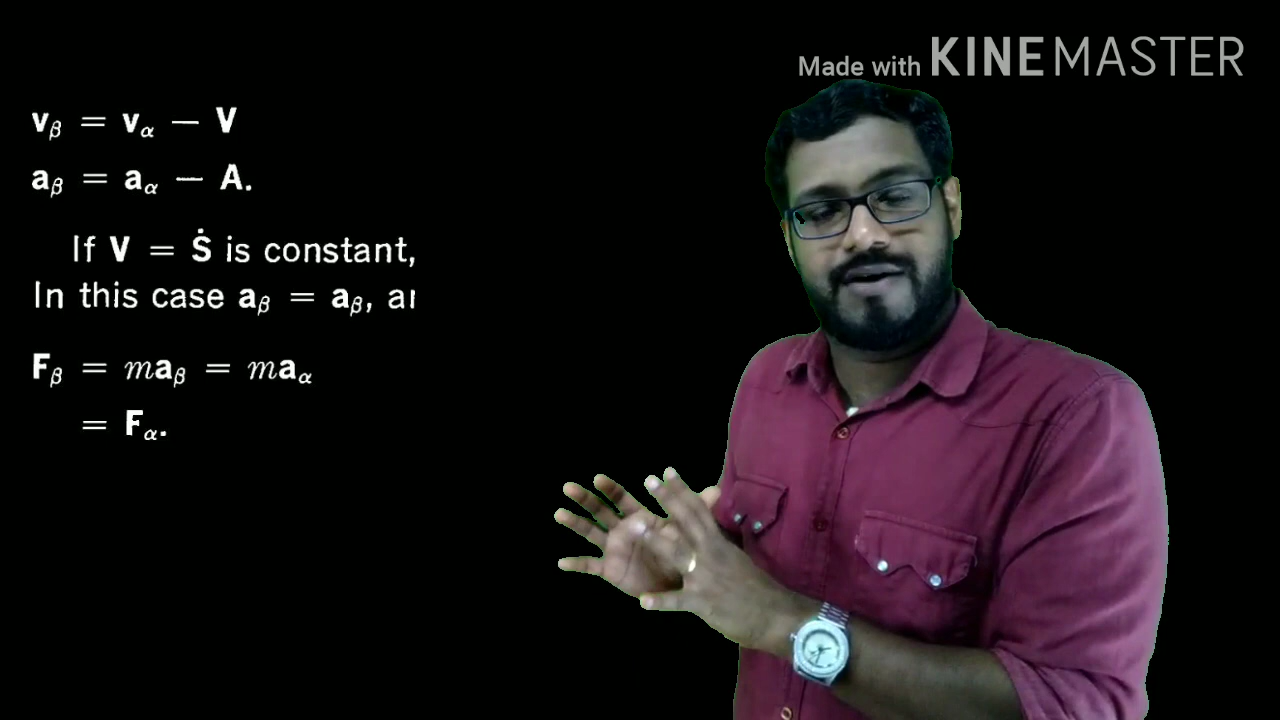 Made with KINEMASTER
v_β = v_α − V
a_β = a_α − A.
If V = Ṡ is constant,
In this case a_β = a_β,
F_β = ma_β = ma_α
= F_α.